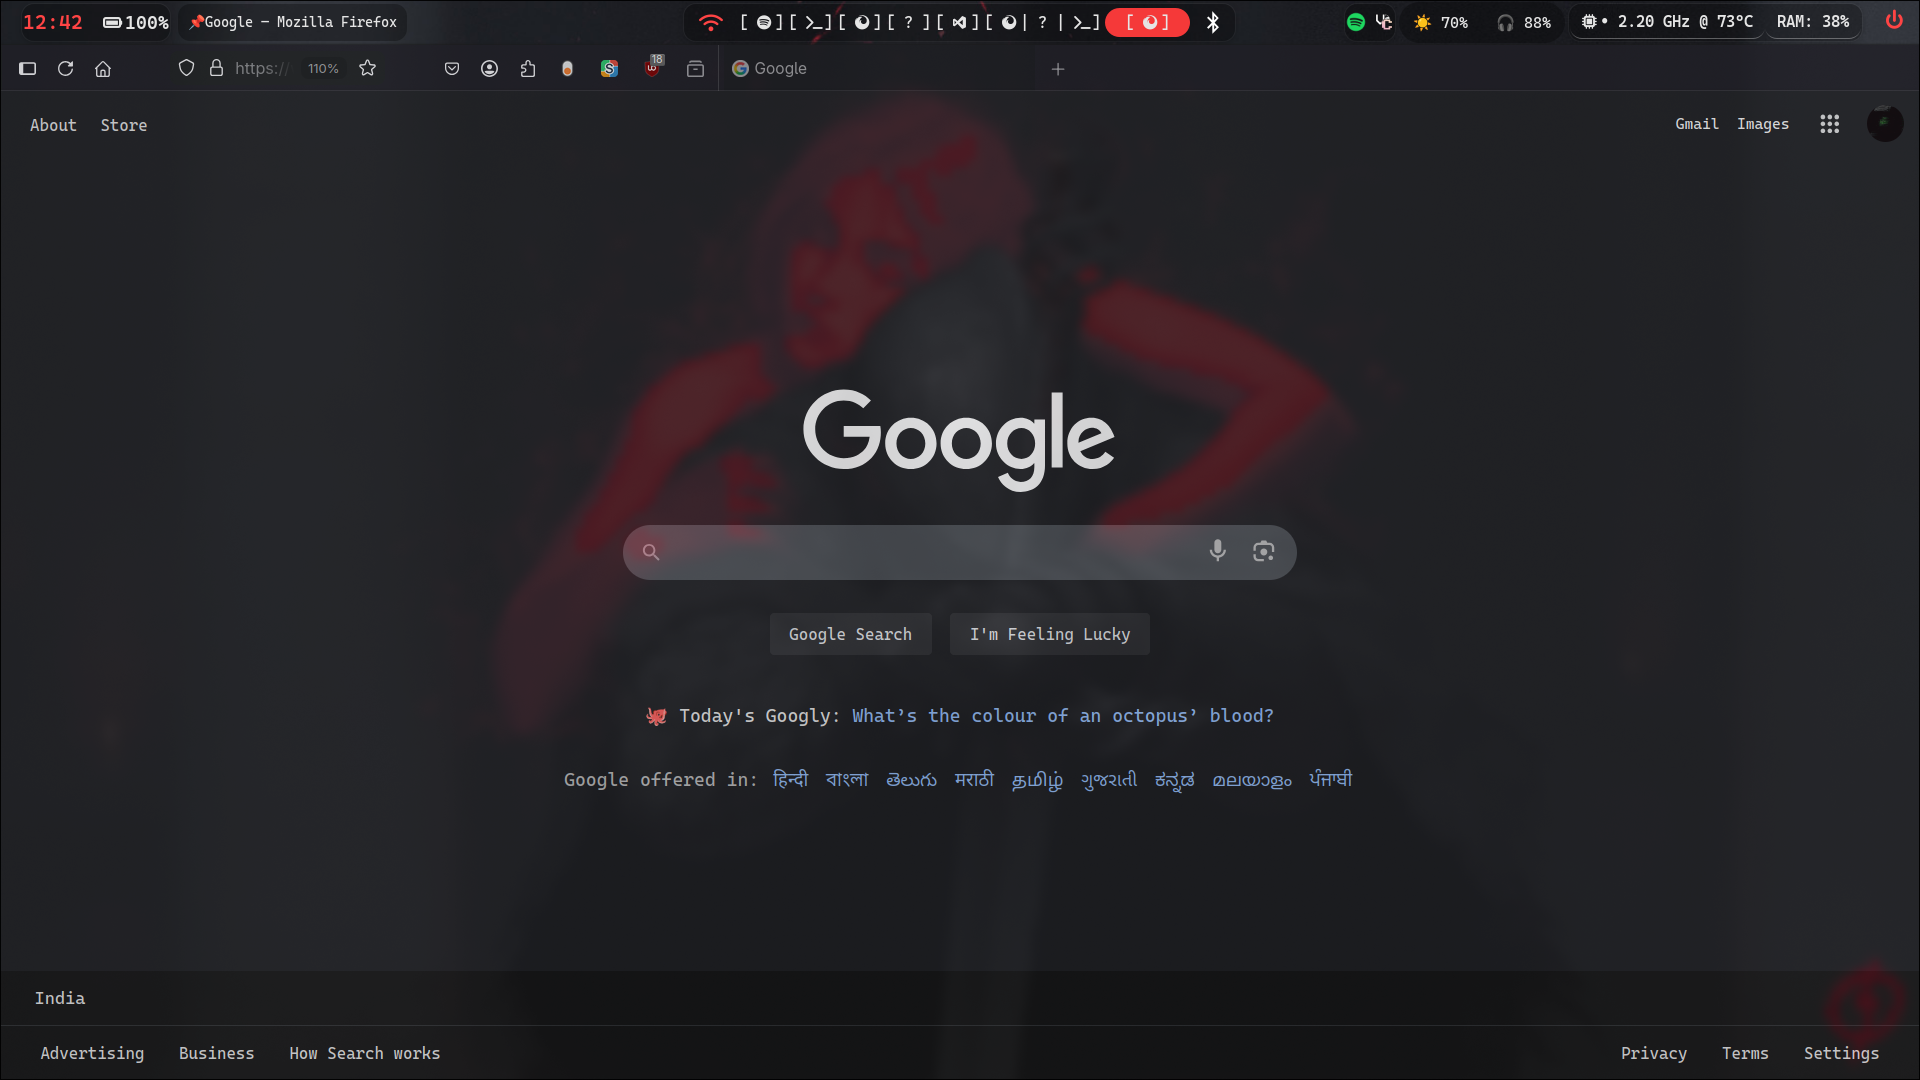 12:42 100% 📌Google — Mozilla Firefox [ ][ >_][ ][ ? ][ ][ | ? | >_] [ ] 70% 88% • 2.20 GHz @ 73°C RAM: 38%
https:// 110% 18 Google +
About Store Gmail Images
Google
Google Search I'm Feeling Lucky
🐙 Today's Googly: What’s the colour of an octopus’ blood?
Google offered in: हिन्दी বাংলা తెలుగు मराठी தமிழ் ગુજરાતી ಕನ್ನಡ മലയാളം ਪੰਜਾਬੀ
India
Advertising Business How Search works Privacy Terms Settings